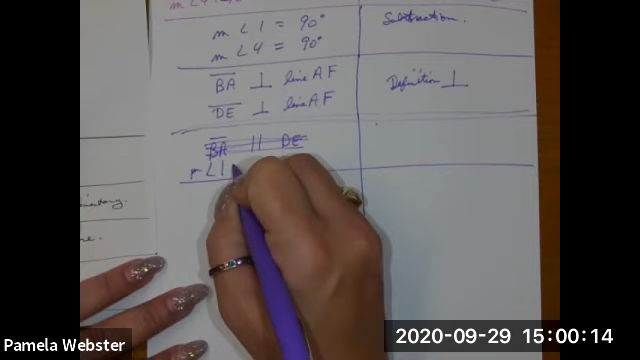 m∠1 = 90° Subtraction.
m∠4 = 90°
BA ⊥ line AF Definition ⊥
DE ⊥ line AF
BA || DE
∠1
Pamela Webster
2020-09-29 15:00:14